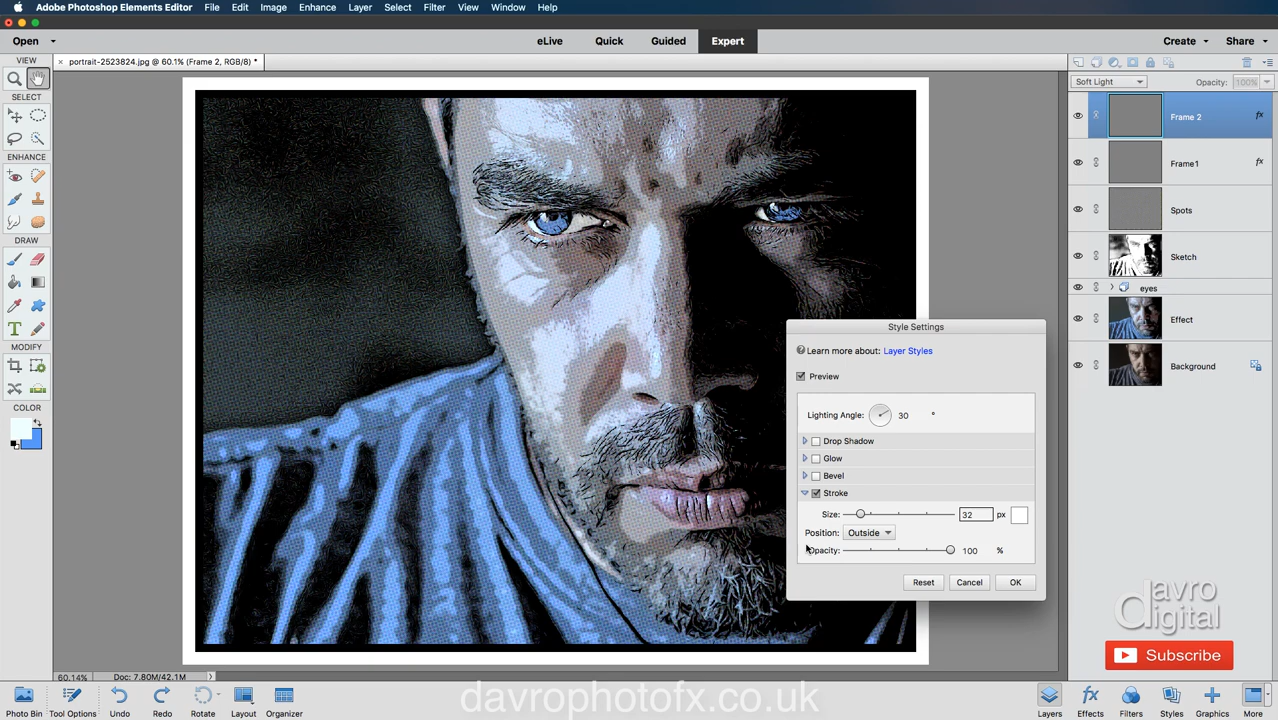 Adobe Photoshop Elements Editor File Edit Image Enhance Layer Select Filter View Window Help
Open eLive Quick Guided Expert Create Share
VIEW × portrait-2523824.jpg @ 60.1% (Frame 2, RGB/8) *
Soft Light Opacity: 100%
SELECT
Frame 2 fx
ENHANCE
Frame1 fx
Spots
DRAW
Sketch
eyes
Effect
MODIFY
Background
COLOR
Style Settings
Learn more about: Layer Styles
Preview
Lighting Angle: 30 °
Drop Shadow
Glow
Bevel
Stroke
Size: 32 px
Position: Outside
Opacity: 100 %
Reset Cancel OK
davro
digital
Subscribe
60.14% Doc: 7.80M/42.1M
Photo Bin Tool Options Undo Redo Rotate Layout Organizer
davrophotofx.co.uk
Layers Effects Filters Styles Graphics More